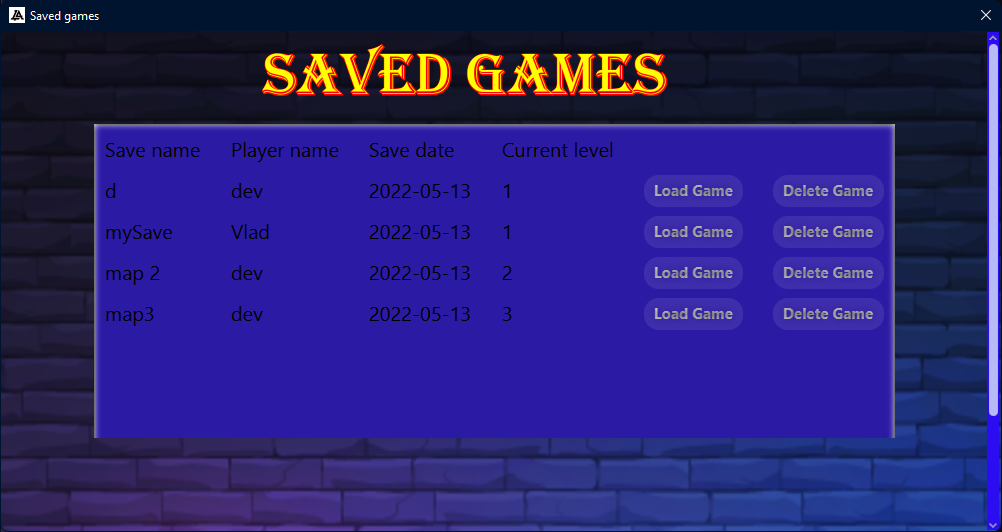 Saved games
SAVED GAMES
Save name Player name Save date Current level
d dev 2022-05-13 1 Load Game Delete Game
mySave Vlad 2022-05-13 1 Load Game Delete Game
map 2 dev 2022-05-13 2 Load Game Delete Game
map3 dev 2022-05-13 3 Load Game Delete Game